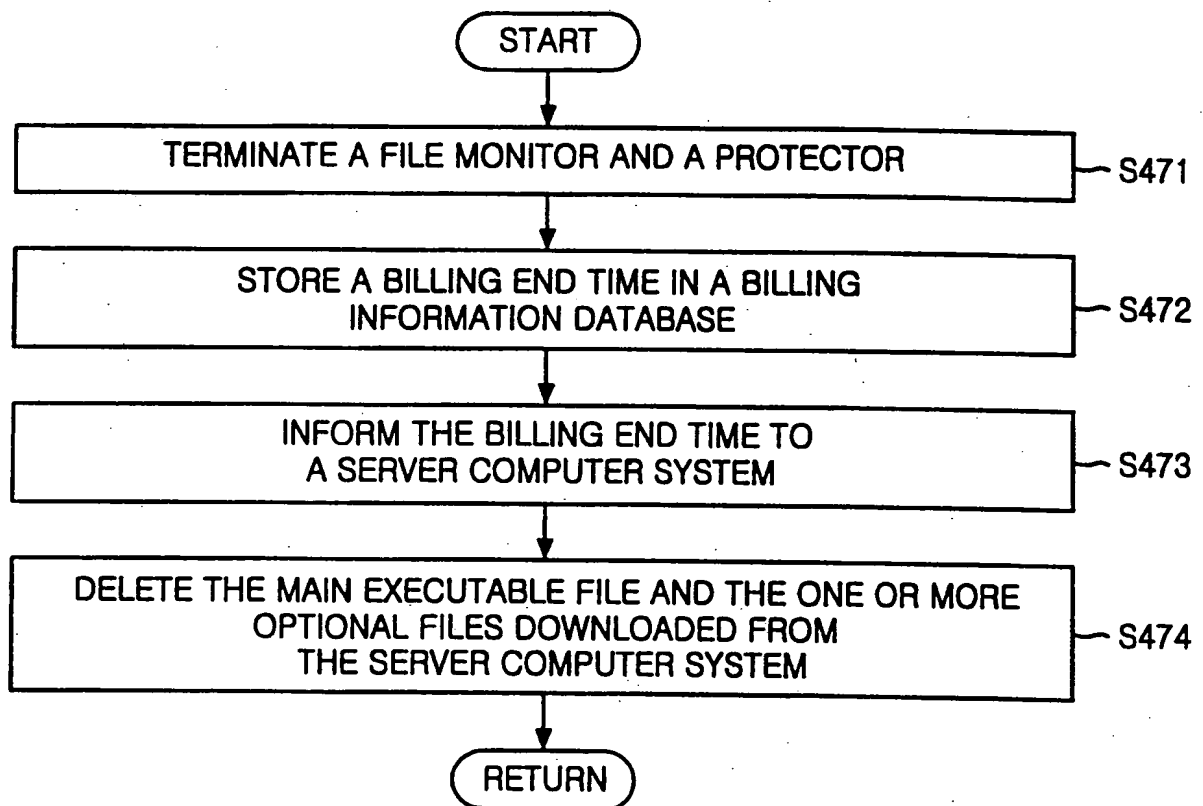 START
TERMINATE A FILE MONITOR AND A PROTECTOR
S471
STORE A BILLING END TIME IN A BILLING
INFORMATION DATABASE
S472
INFORM THE BILLING END TIME TO
A SERVER COMPUTER SYSTEM
S473
DELETE THE MAIN EXECUTABLE FILE AND THE ONE OR MORE
OPTIONAL FILES DOWNLOADED FROM
THE SERVER COMPUTER SYSTEM
S474
RETURN